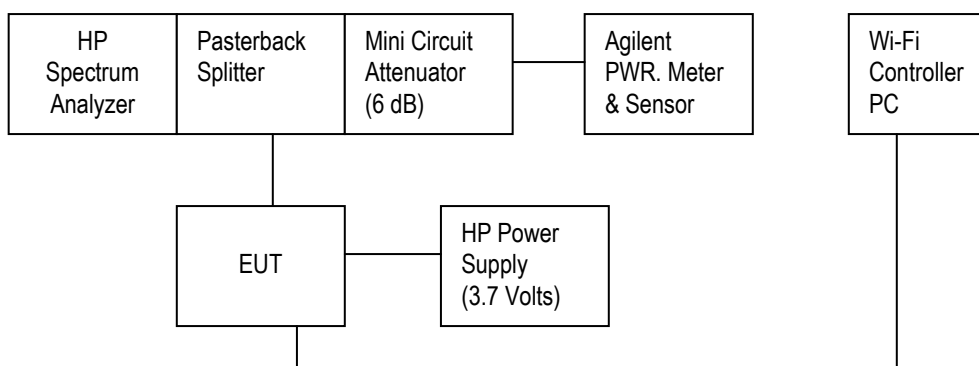 HP
Spectrum
Analyzer
Pasterback
Splitter
Mini Circuit
Attenuator
(6 dB)
Agilent
PWR. Meter
& Sensor
Wi-Fi
Controller
PC
EUT
HP Power
Supply
(3.7 Volts)